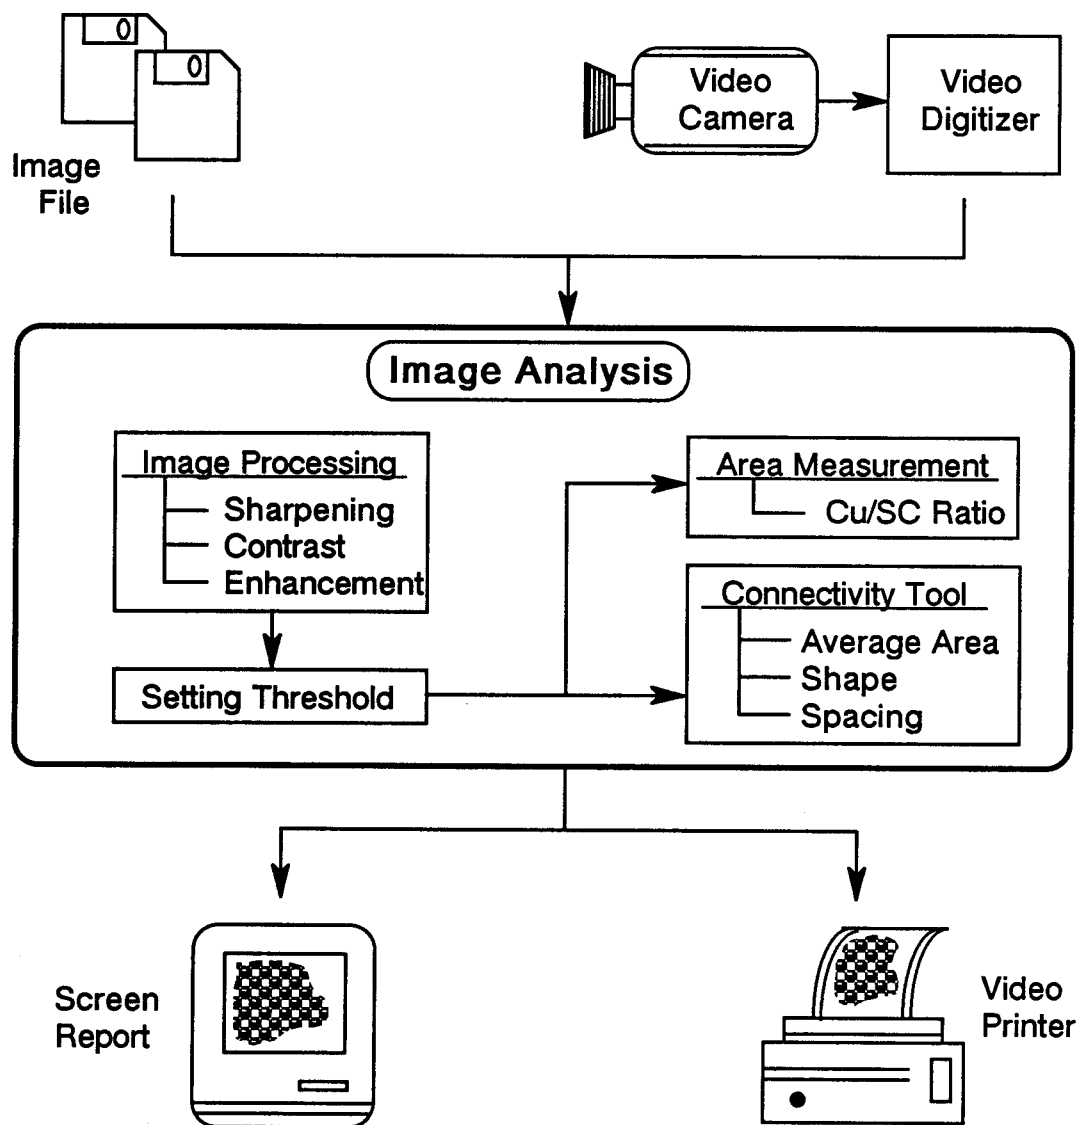 Image
File
Video
Camera
Video
Digitizer
Image Analysis
Image Processing
Sharpening
Contrast
Enhancement
Setting Threshold
Area Measurement
Cu/SC Ratio
Connectivity Tool
Average Area
Shape
Spacing
Screen
Report
Video
Printer